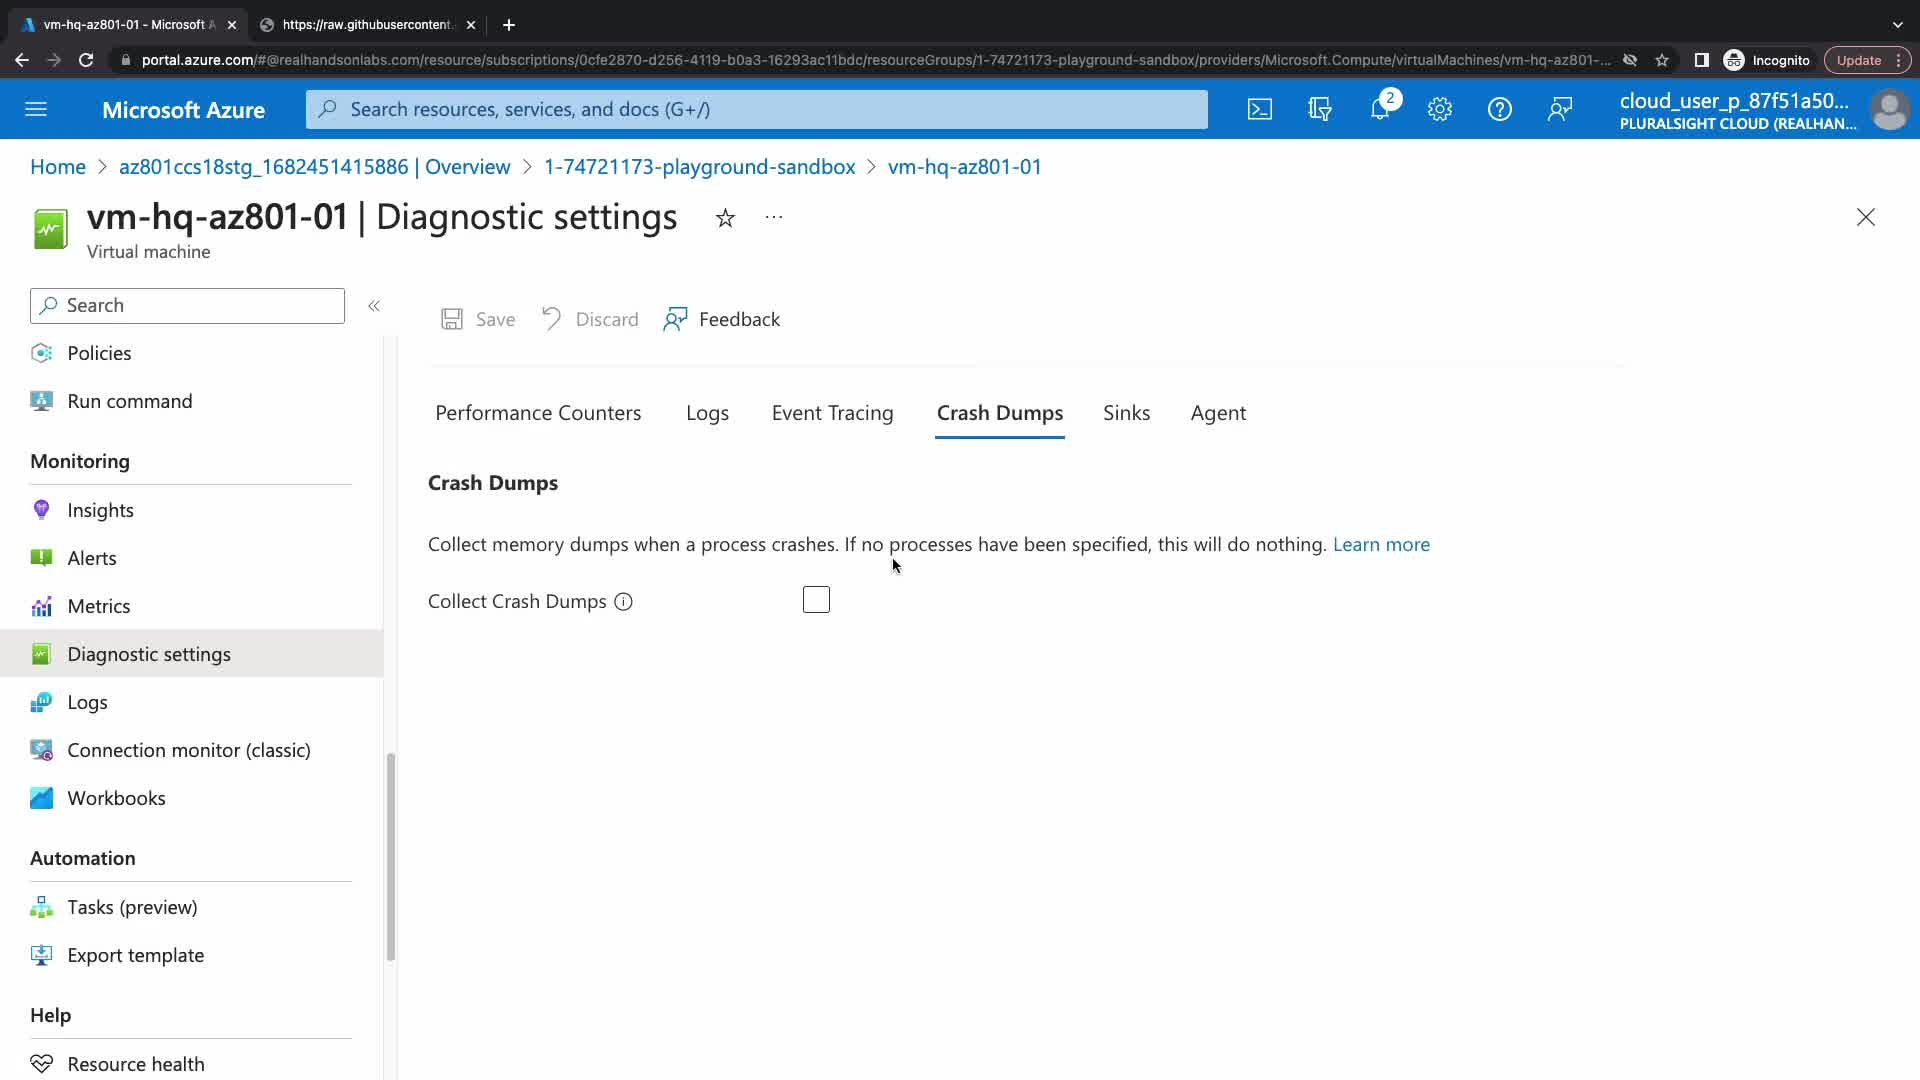 vm-hq-az801-01 - Microsoft A
https://raw.githubusercontent.
portal.azure.com/#@realhandsonlabs.com/resource/subscriptions/0cfe2870-d256-4119-b0a3-16293ac11bdc/resourceGroups/1-74721173-playground-sandbox/providers/Microsoft.Compute/virtualMachines/vm-hq-az801-...
Incognito
Update
Microsoft Azure
Search resources, services, and docs (G+/)
2
cloud_user_p_87f51a50...
PLURALSIGHT CLOUD (REALHAN...
Home > az801ccs18stg_1682451415886 | Overview > 1-74721173-playground-sandbox > vm-hq-az801-01
vm-hq-az801-01 | Diagnostic settings
Virtual machine
Search
Save
Discard
Feedback
Policies
Run command
Monitoring
Insights
Alerts
Metrics
Diagnostic settings
Logs
Connection monitor (classic)
Workbooks
Automation
Tasks (preview)
Export template
Help
Resource health
Performance Counters
Logs
Event Tracing
Crash Dumps
Sinks
Agent
Crash Dumps
Collect memory dumps when a process crashes. If no processes have been specified, this will do nothing. Learn more
Collect Crash Dumps